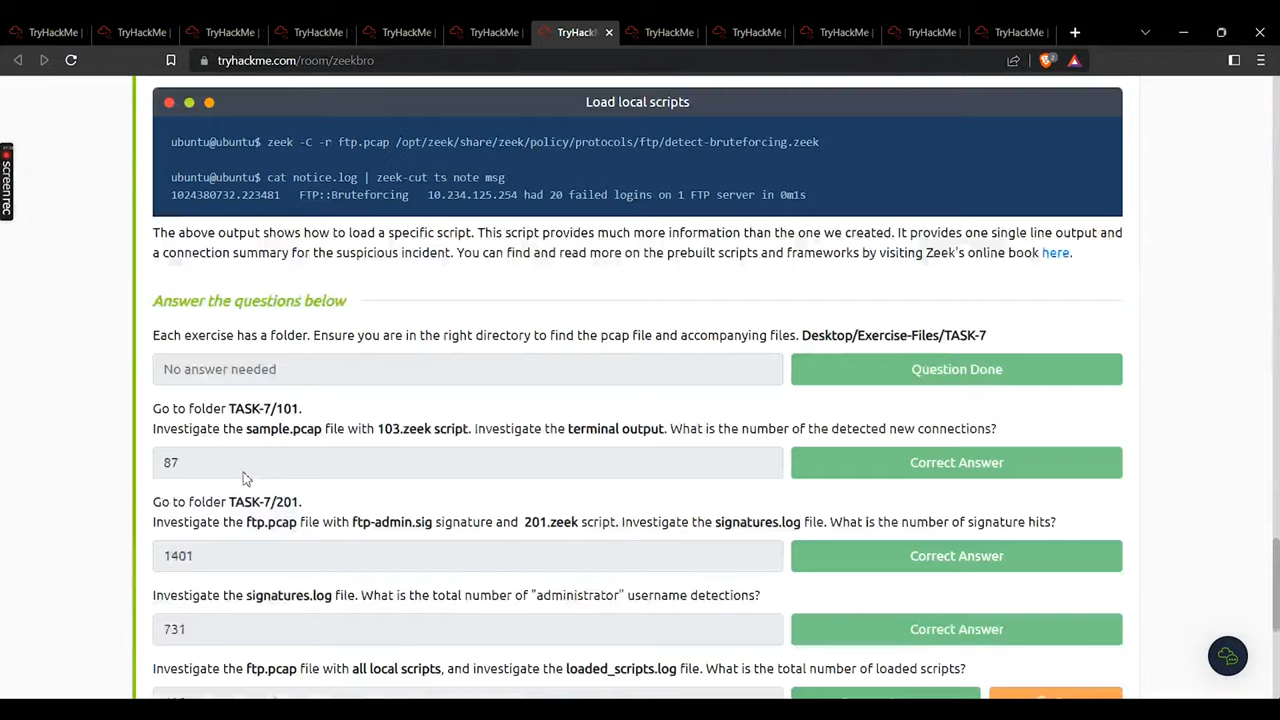 TryHackMe |
TryHackMe |
TryHackMe |
TryHackMe |
TryHackMe |
TryHackMe |
TryHack
TryHackMe |
TryHackMe |
TryHackMe |
TryHackMe |
TryHackMe |
tryhackme.com/room/zeekbro
2
Load local scripts
ubuntu@ubuntu$ zeek -C -r ftp.pcap /opt/zeek/share/zeek/policy/protocols/ftp/detect-bruteforcing.zeek
ubuntu@ubuntu$ cat notice.log | zeek-cut ts note msg
1024380732.223481 FTP::Bruteforcing 10.234.125.254 had 20 failed logins on 1 FTP server in 0m1s
screenrec
The above output shows how to load a specific script. This script provides much more information than the one we created. It provides one single line output and
a connection summary for the suspicious incident. You can find and read more on the prebuilt scripts and frameworks by visiting Zeek's online book here.
Answer the questions below
Each exercise has a folder. Ensure you are in the right directory to find the pcap file and accompanying files. Desktop/Exercise-Files/TASK-7
No answer needed
Question Done
Go to folder TASK-7/101.
Investigate the sample.pcap file with 103.zeek script. Investigate the terminal output. What is the number of the detected new connections?
87
Correct Answer
Go to folder TASK-7/201.
Investigate the ftp.pcap file with ftp-admin.sig signature and 201.zeek script. Investigate the signatures.log file. What is the number of signature hits?
1401
Correct Answer
Investigate the signatures.log file. What is the total number of "administrator" username detections?
731
Correct Answer
Investigate the ftp.pcap file with all local scripts, and investigate the loaded_scripts.log file. What is the total number of loaded scripts?